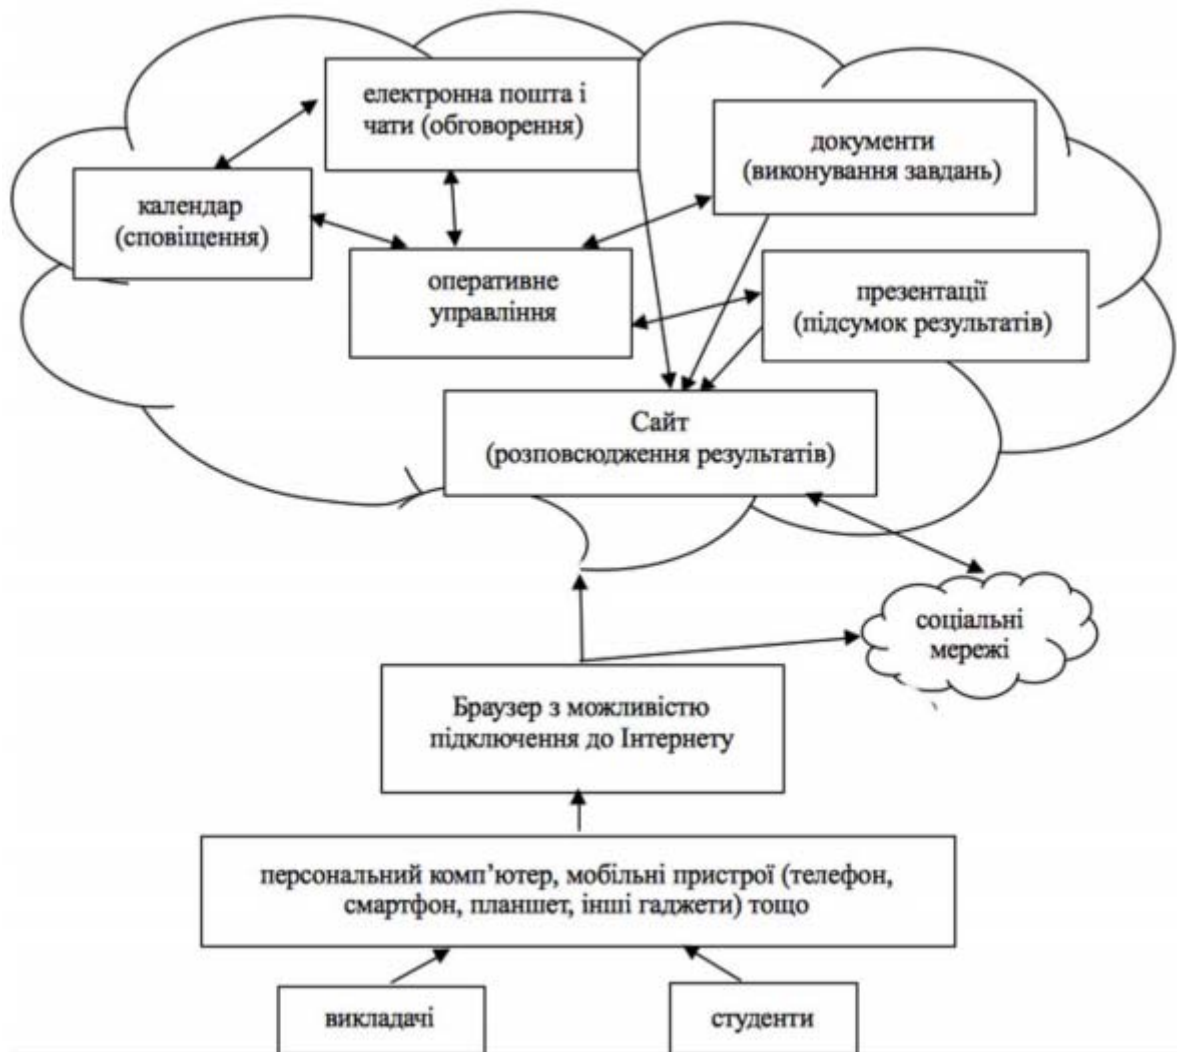 електронна пошта і
чати (обговорення)
документи
(виконування завдань)
календар
(сповіщення)
оперативне
управління
презентації
(підсумок результатів)
Сайт
(розповсюдження результатів)
соціальні
мережі
Браузер з можливістю
підключення до Інтернету
персональний комп’ютер, мобільні пристрої (телефон,
смартфон, планшет, інші гаджети) тощо
викладачі
студенти